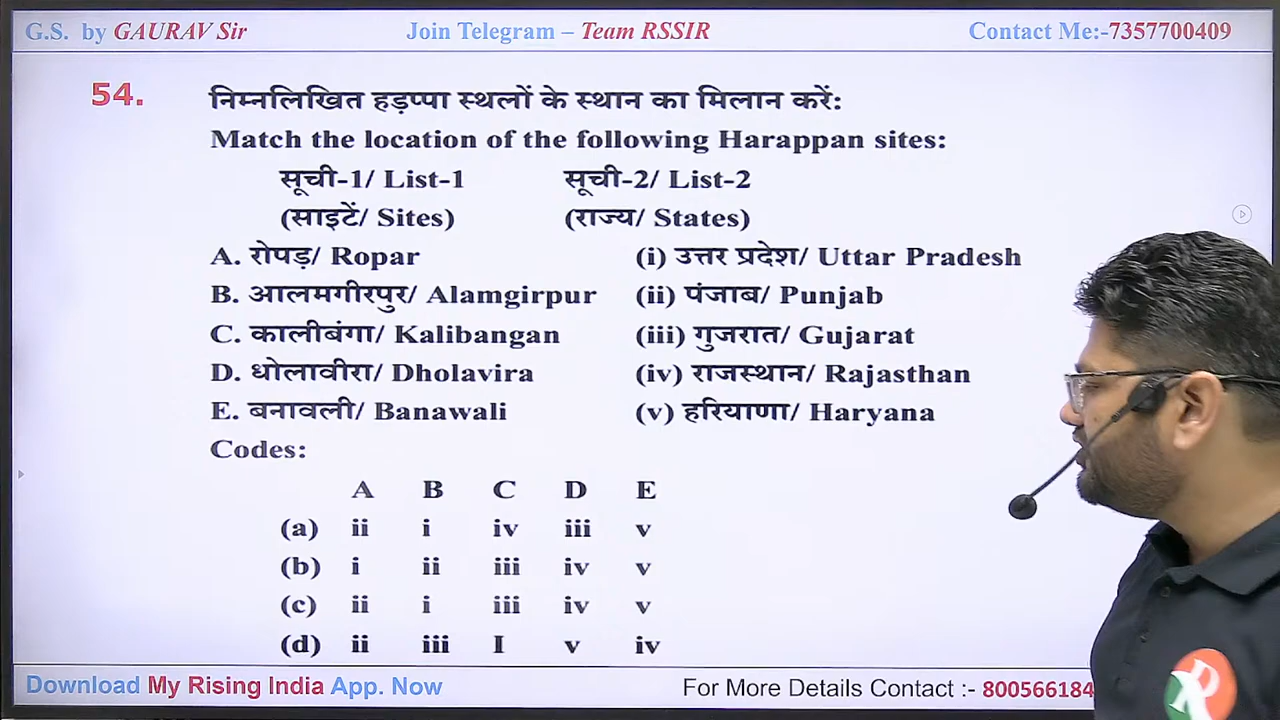 G.S. by GAURAV Sir Join Telegram – Team RSSIR Contact Me:-7357700409
54. निम्नलिखित हड़प्पा स्थलों के स्थान का मिलान करें:
Match the location of the following Harappan sites:
सूची-1/ List-1 सूची-2/ List-2
(साइटें/ Sites) (राज्य/ States)
A. रोपड़/ Ropar (i) उत्तर प्रदेश/ Uttar Pradesh
B. आलमगीरपुर/ Alamgirpur (ii) पंजाब/ Punjab
C. कालीबंगा/ Kalibangan (iii) गुजरात/ Gujarat
D. धोलावीरा/ Dholavira (iv) राजस्थान/ Rajasthan
E. बनावली/ Banawali (v) हरियाणा/ Haryana
Codes:
A B C D E
(a) ii i iv iii v
(b) i ii iii iv v
(c) ii i iii iv v
(d) ii iii I v iv
Download My Rising India App. Now For More Details Contact :- 800566184